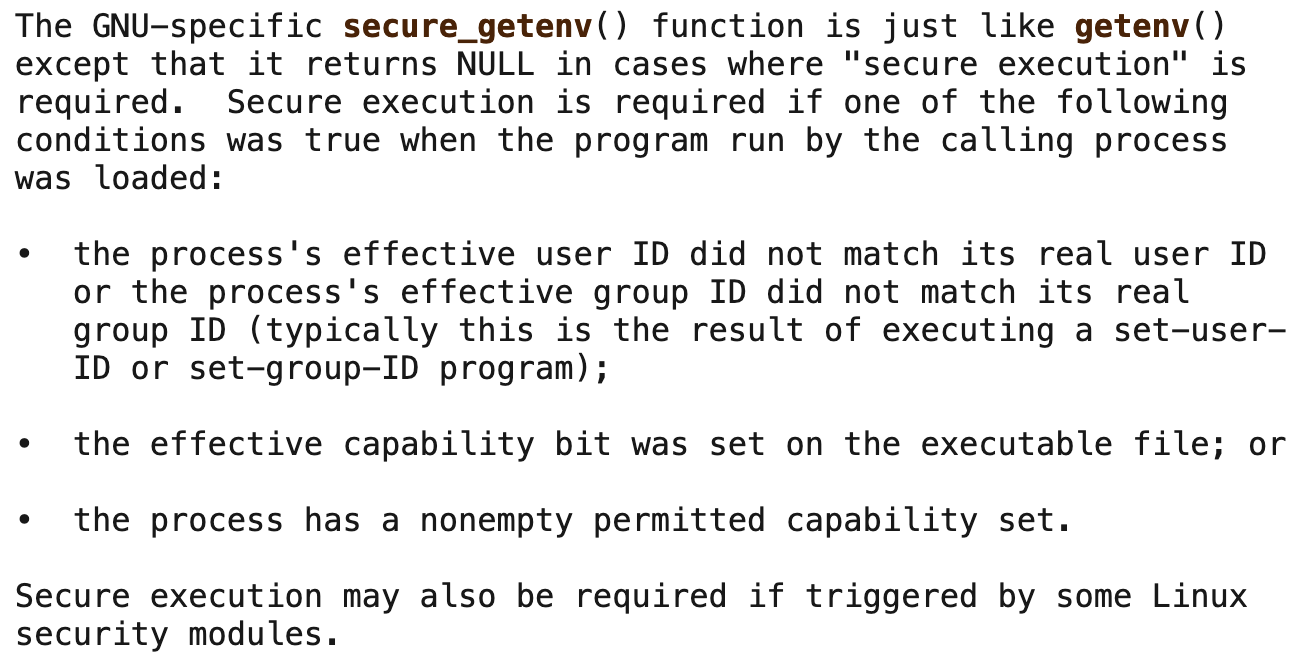 The GNU-specific secure_getenv() function is just like getenv()
except that it returns NULL in cases where "secure execution" is
required.  Secure execution is required if one of the following
conditions was true when the program run by the calling process
was loaded:
•  the process's effective user ID did not match its real user ID
or the process's effective group ID did not match its real
group ID (typically this is the result of executing a set-user-
ID or set-group-ID program);
•  the effective capability bit was set on the executable file; or
•  the process has a nonempty permitted capability set.
Secure execution may also be required if triggered by some Linux
security modules.